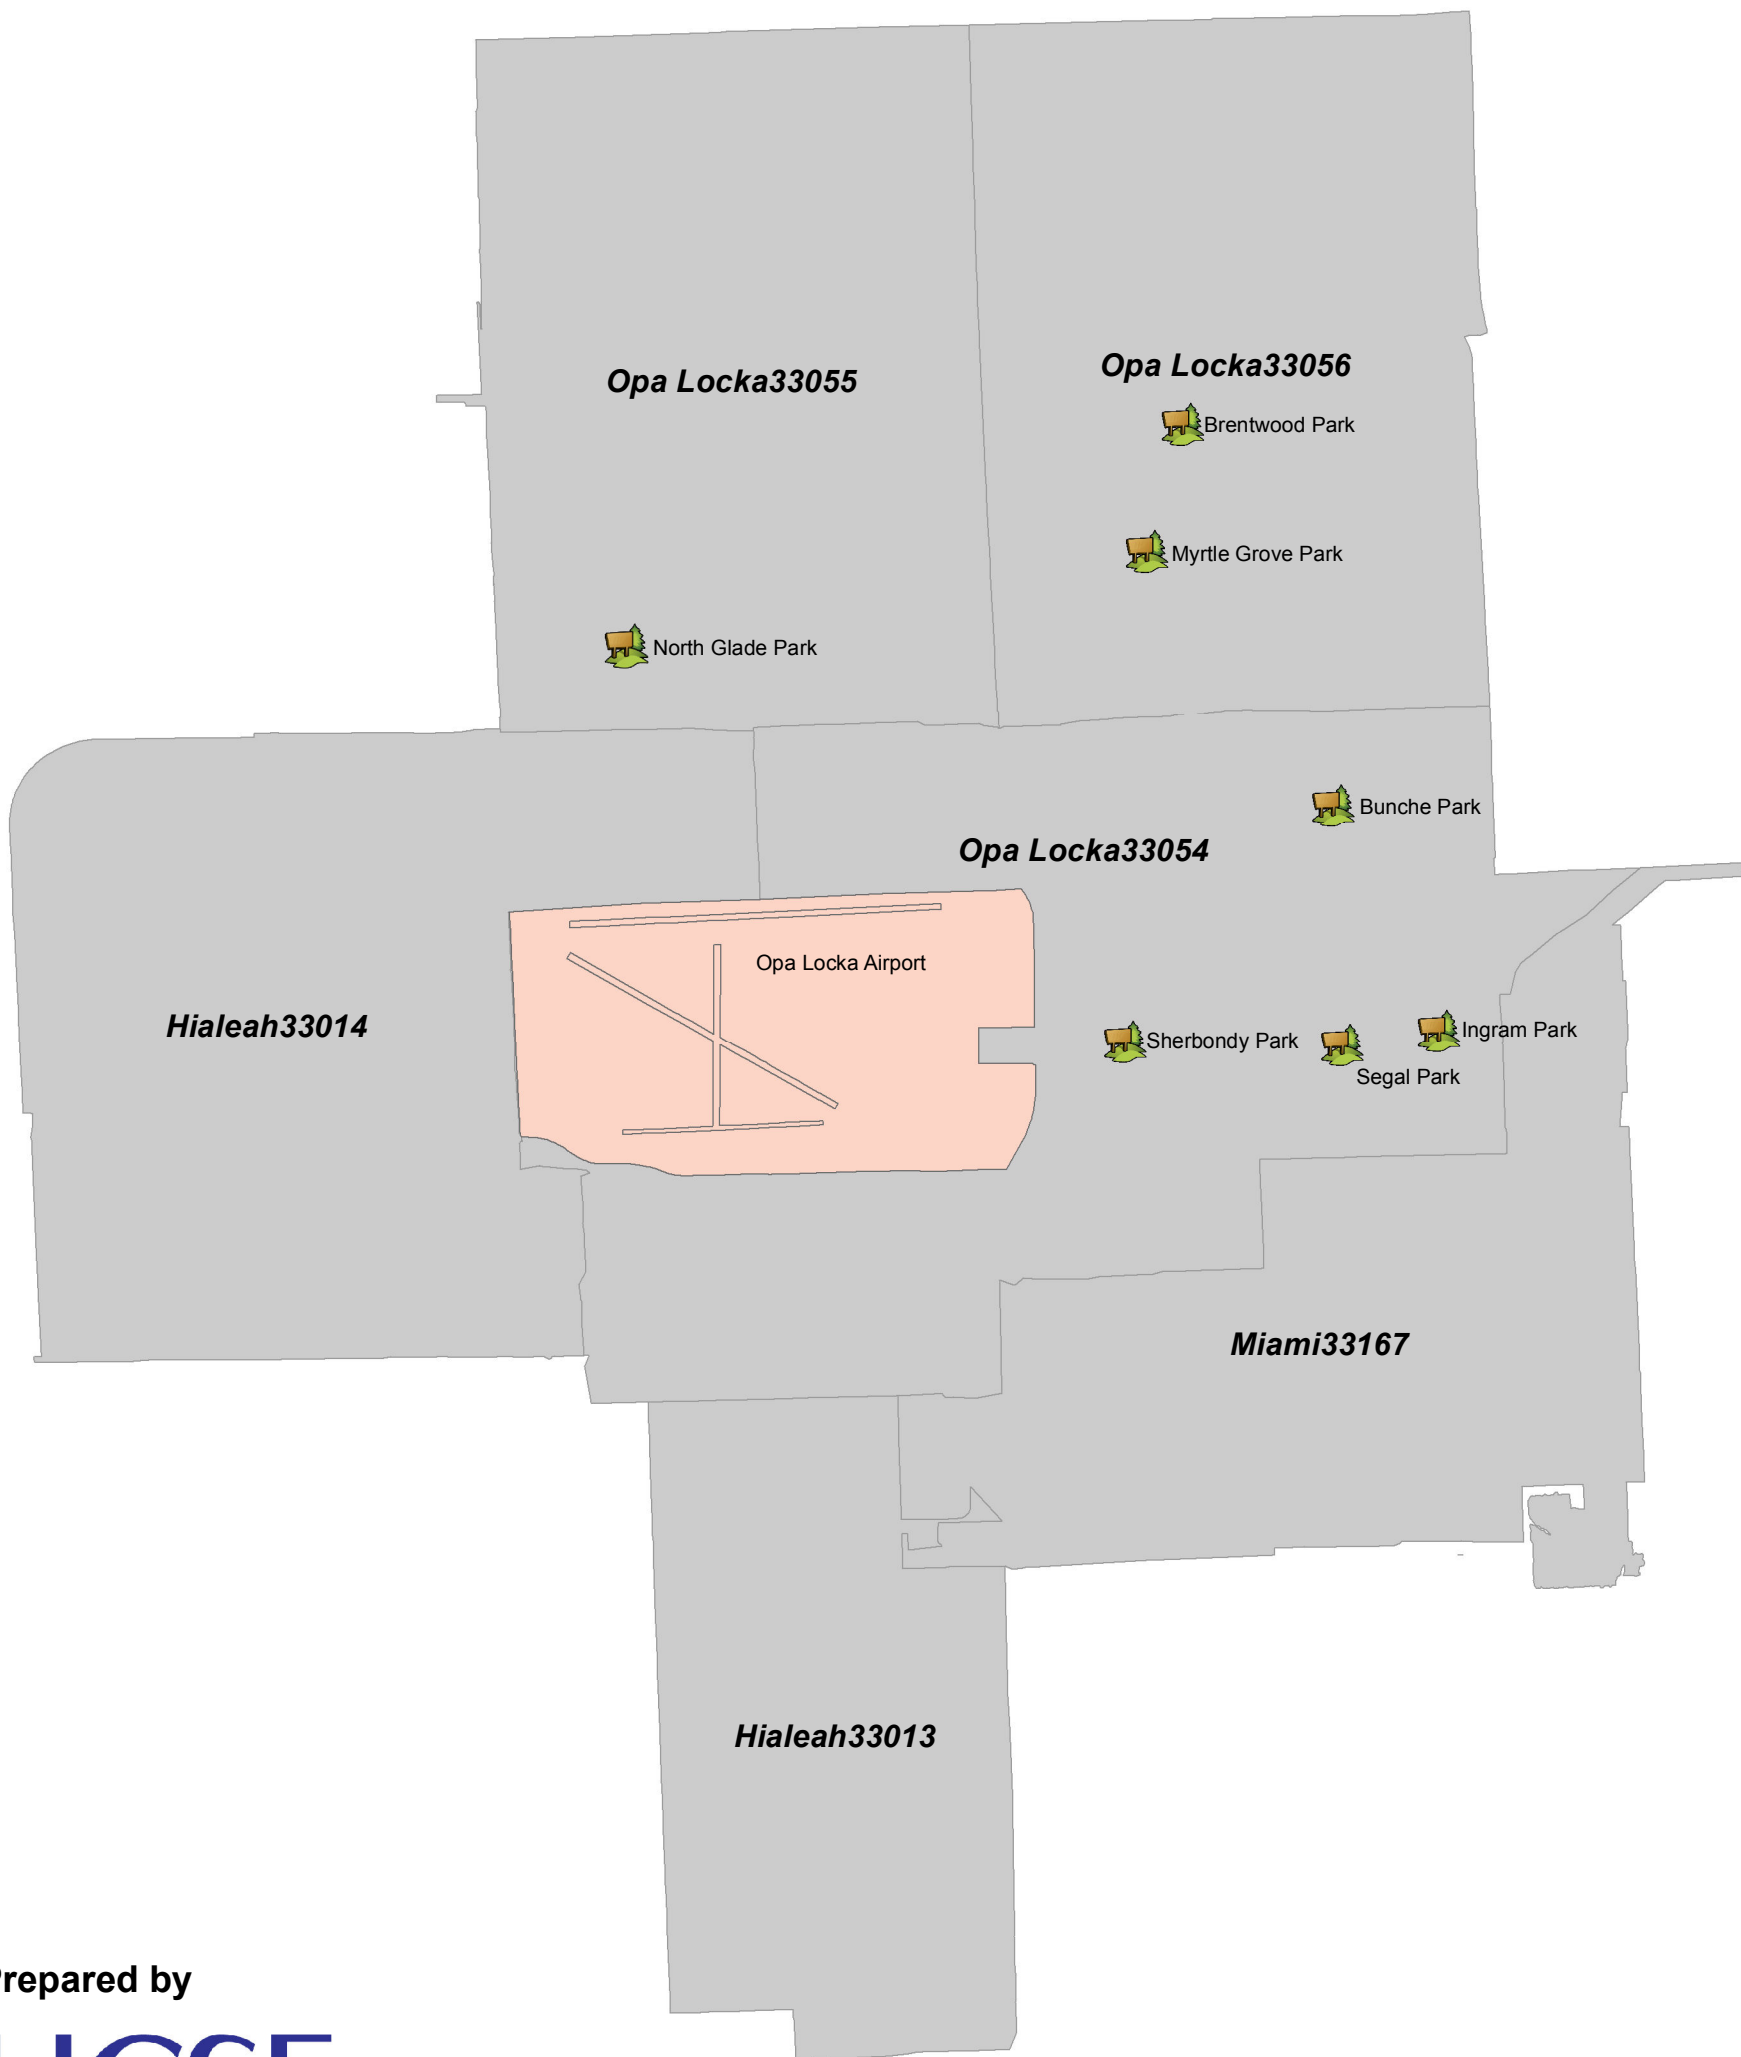 Opa Locka33055
Opa Locka33056
Brentwood Park
Myrtle Grove Park
North Glade Park
Bunche Park
Opa Locka33054
Opa Locka Airport
Hialeah33014
Sherbondy Park
Ingram Park
Segal Park
Miami33167
Hialeah33013
repared by